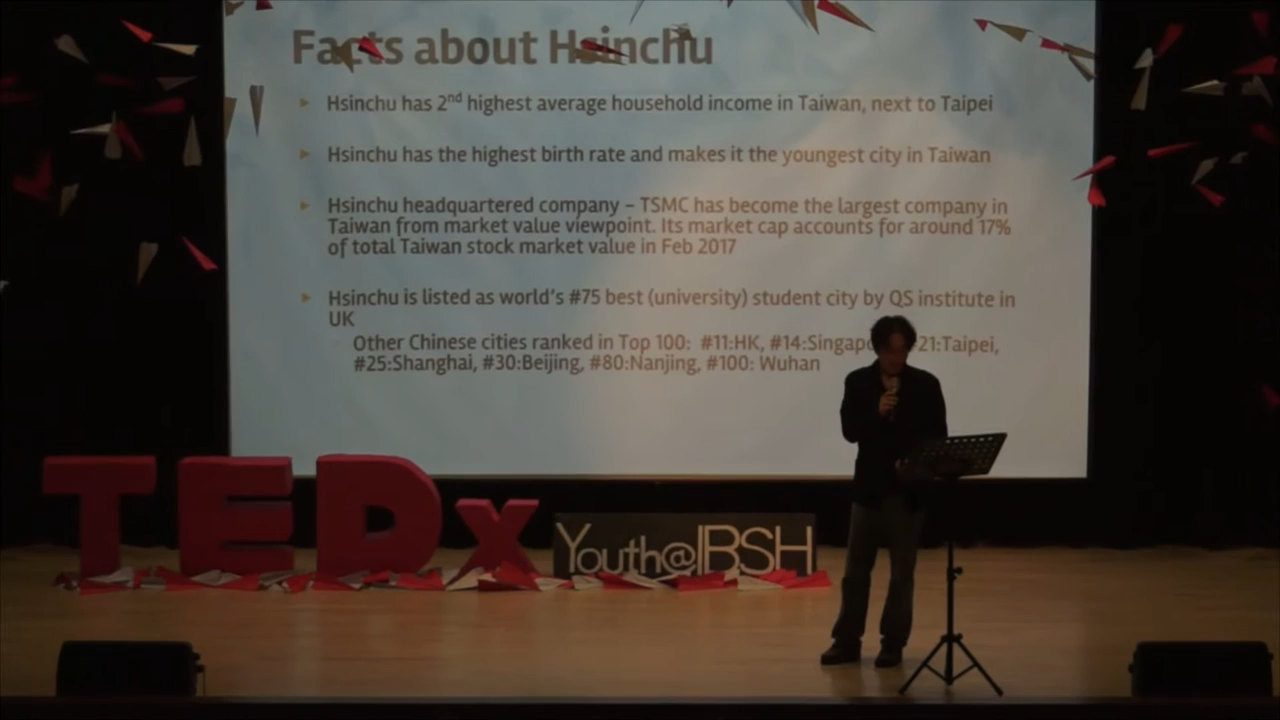 Facts about Hsinchu
Hsinchu has 2nd highest average household income in Taiwan, next to Taipei
Hsinchu has the highest birth rate and makes it the youngest city in Taiwan
Hsinchu headquartered company – TSMC has become the largest company in
Taiwan from market value viewpoint. Its market cap accounts for around 17%
of total Taiwan stock market value in Feb 2017
Hsinchu is listed as world's #75 best (university) student city by QS institute in
UK
Other Chinese cities ranked in Top 100: #11:HK, #14:Singapo 21:Taipei,
#25:Shanghai, #30:Beijing, #80:Nanjing, #100: Wuhan
TEDx
Youth@IBSH